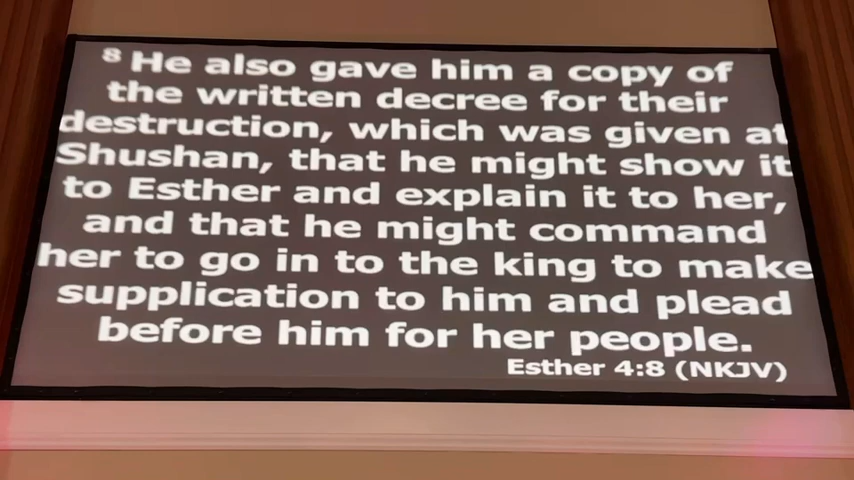 8 He also gave him a copy of
the written decree for their
destruction, which was given at
Shushan, that he might show it
to Esther and explain it to her,
and that he might command
her to go in to the king to make
supplication to him and plead
before him for her people.
Esther 4:8 (NKJV)